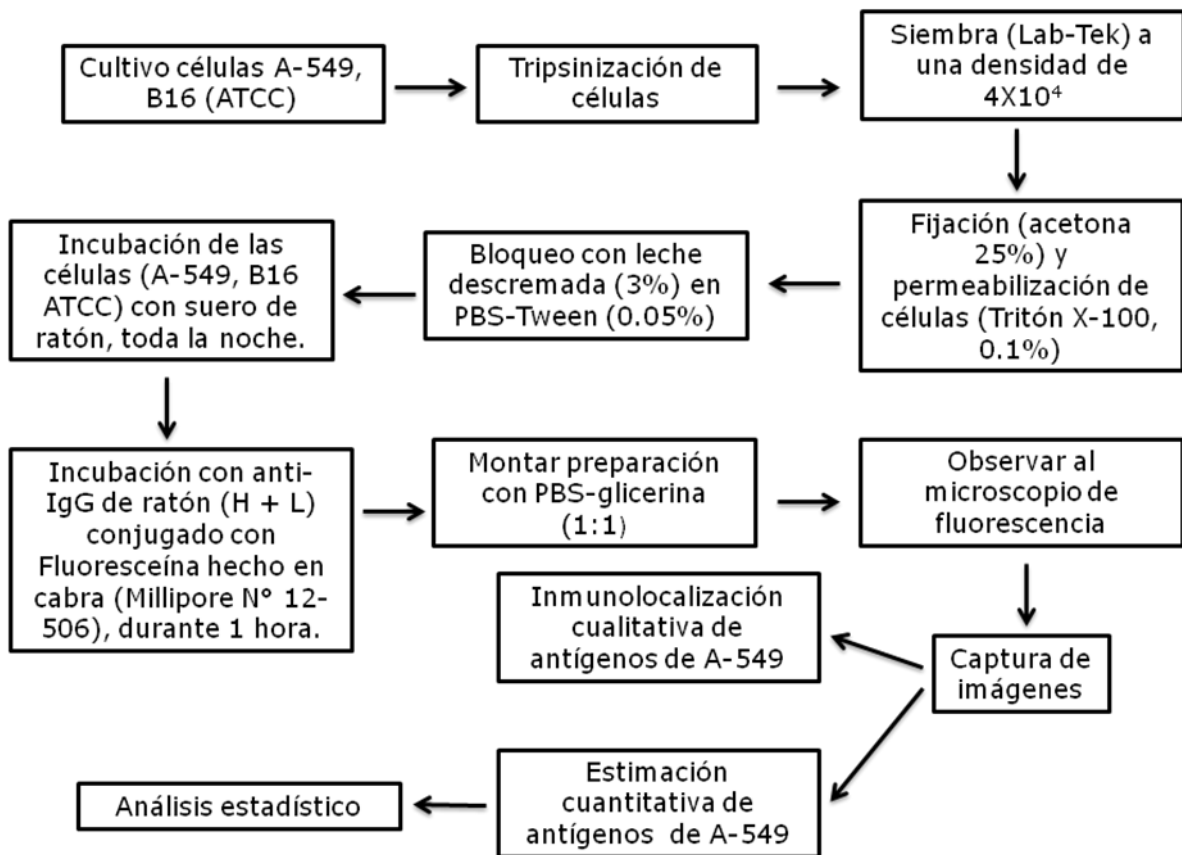 Cultivo células A-549,
B16 (ATCC)
Tripsinización de
células
Siembra (Lab-Tek) a
una densidad de
4X10⁴
Fijación (acetona
25%) y
permeabilización de
células (Tritón X-100,
0.1%)
Bloqueo con leche
descremada (3%) en
PBS-Tween (0.05%)
Incubación de las
células (A-549, B16
ATCC) con suero de
ratón, toda la noche.
Incubación con anti-
IgG de ratón (H + L)
conjugado con
Fluoresceína hecho en
cabra (Millipore N° 12-
506), durante 1 hora.
Montar preparación
con PBS-glicerina
(1:1)
Observar al
microscopio de
fluorescencia
Captura de
imágenes
Inmunolocalización
cualitativa de
antígenos de A-549
Estimación
cuantitativa de
antígenos de A-549
Análisis estadístico